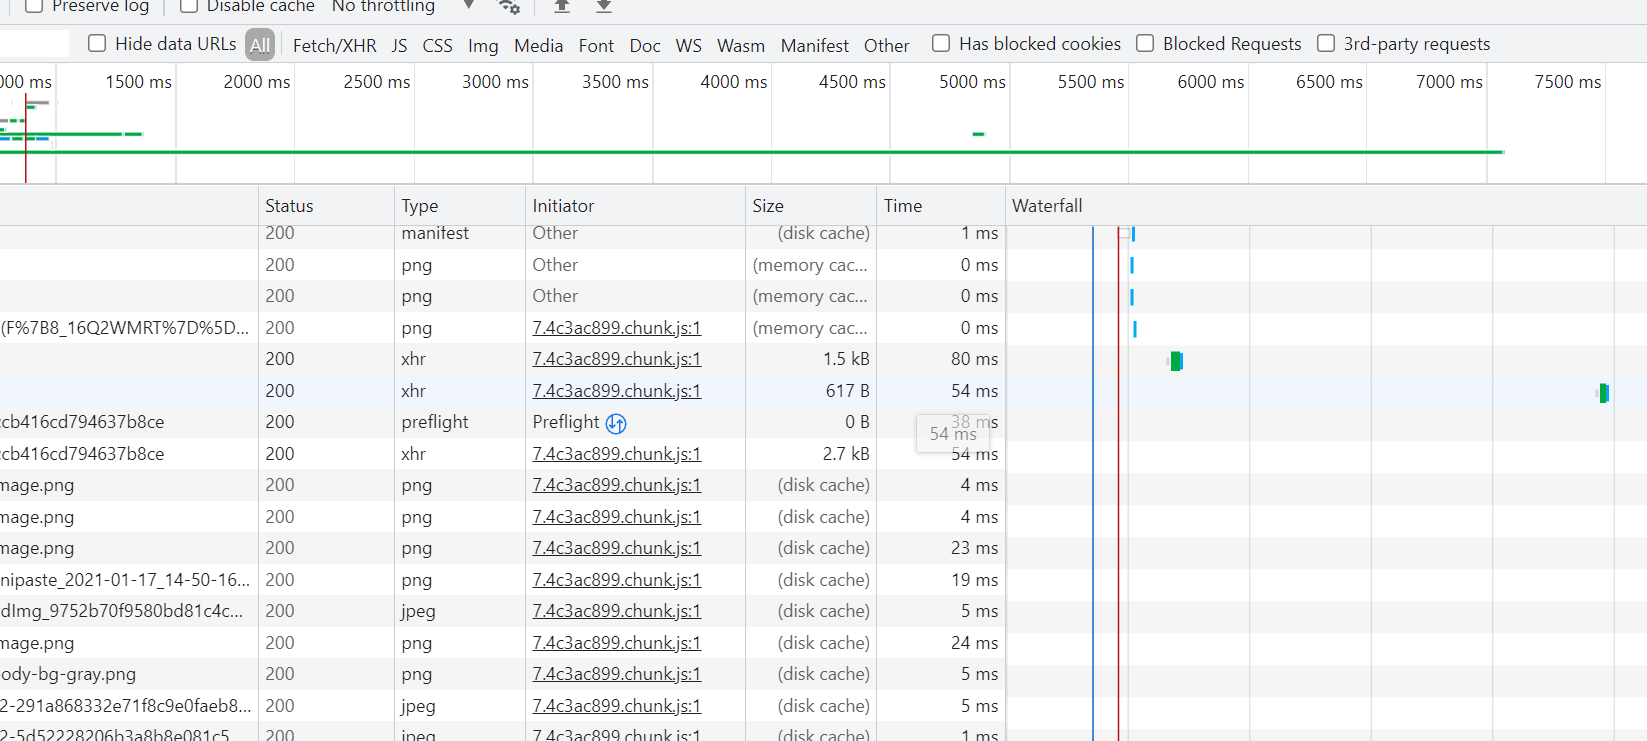 Preserve log Disable cache No throttling
Hide data URLs All Fetch/XHR JS CSS Img Media Font Doc WS Wasm Manifest Other Has blocked cookies Blocked Requests 3rd-party requests
000 ms 1500 ms 2000 ms 2500 ms 3000 ms 3500 ms 4000 ms 4500 ms 5000 ms 5500 ms 6000 ms 6500 ms 7000 ms 7500 ms
Status Type Initiator Size Time Waterfall
200 manifest Other (disk cache) 1 ms
200 png Other (memory cac... 0 ms
200 png Other (memory cac... 0 ms
(F%7B8_16Q2WMRT%7D%5D... 200 png 7.4c3ac899.chunk.js:1 (memory cac... 0 ms
200 xhr 7.4c3ac899.chunk.js:1 1.5 kB 80 ms
200 xhr 7.4c3ac899.chunk.js:1 617 B 54 ms
ccb416cd794637b8ce 200 preflight Preflight 0 B 38 ms
54 ms
ccb416cd794637b8ce 200 xhr 7.4c3ac899.chunk.js:1 2.7 kB 54 ms
mage.png 200 png 7.4c3ac899.chunk.js:1 (disk cache) 4 ms
mage.png 200 png 7.4c3ac899.chunk.js:1 (disk cache) 4 ms
mage.png 200 png 7.4c3ac899.chunk.js:1 (disk cache) 23 ms
nipaste_2021-01-17_14-50-16... 200 png 7.4c3ac899.chunk.js:1 (disk cache) 19 ms
dImg_9752b70f9580bd81c4c... 200 jpeg 7.4c3ac899.chunk.js:1 (disk cache) 5 ms
mage.png 200 png 7.4c3ac899.chunk.js:1 (disk cache) 24 ms
ody-bg-gray.png 200 png 7.4c3ac899.chunk.js:1 (disk cache) 5 ms
2-291a868332e71f8c9e0faeb8... 200 jpeg 7.4c3ac899.chunk.js:1 (disk cache) 5 ms
2-5d52228206b3a8b8e081c5 200 jpeg 7.4c3ac899.chunk.js:1 (disk cache) 1 ms